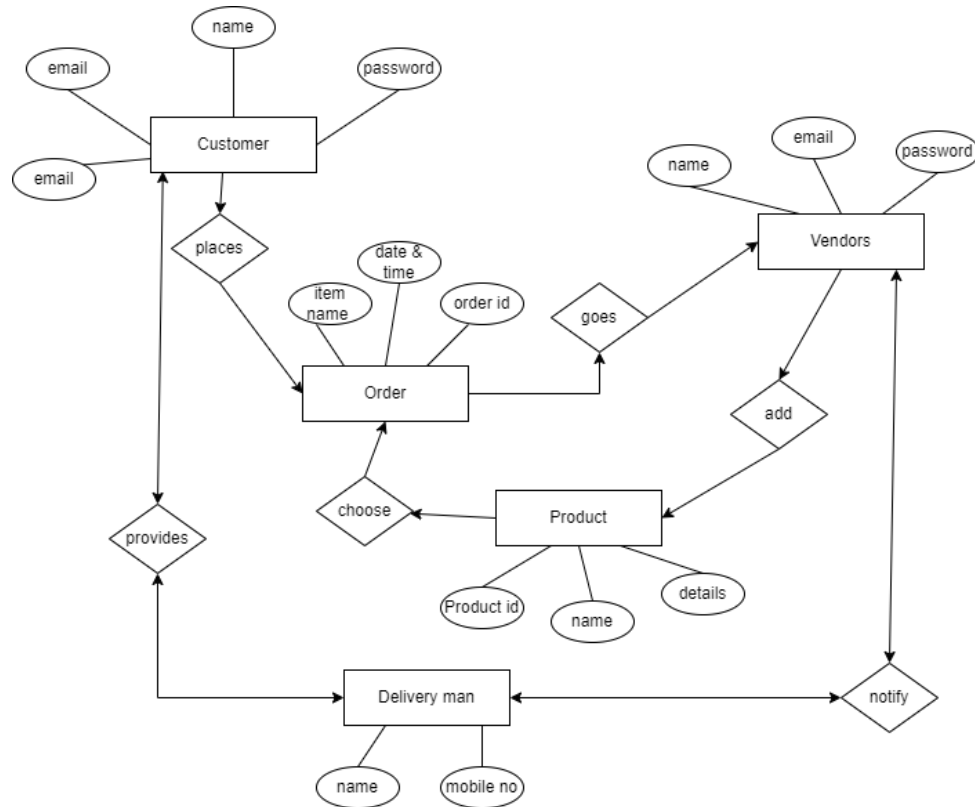 name
email
password
Customer
email
email
name
password
Vendors
places
date &
time
item
name
order id
goes
Order
add
choose
Product
provides
Product id
name
details
Delivery man
notify
name
mobile no